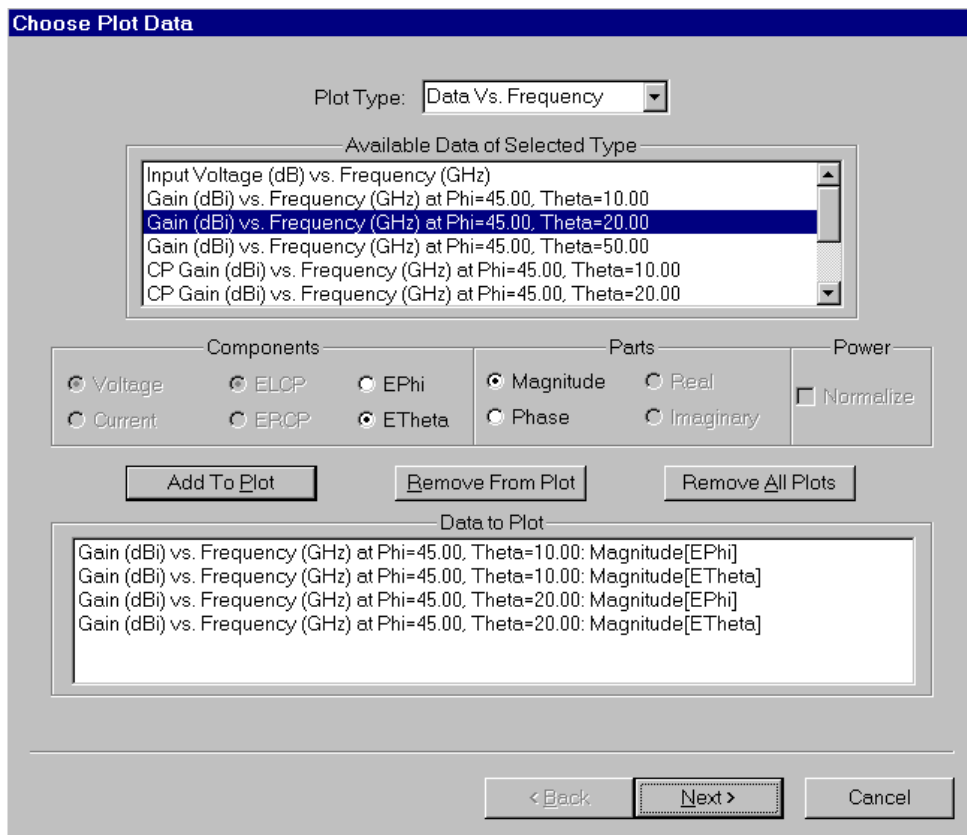 Choose Plot Data
Plot Type: Data Vs. Frequency
Available Data of Selected Type
Input Voltage (dB) vs. Frequency (GHz)
Gain (dBi) vs. Frequency (GHz) at Phi=45.00, Theta=10.00
Gain (dBi) vs. Frequency (GHz) at Phi=45.00, Theta=20.00
Gain (dBi) vs. Frequency (GHz) at Phi=45.00, Theta=50.00
CP Gain (dBi) vs. Frequency (GHz) at Phi=45.00, Theta=10.00
CP Gain (dBi) vs. Frequency (GHz) at Phi=45.00, Theta=20.00
Components Parts Power
Voltage ELCP EPhi Magnitude Real
Normalize
Current ERCP ETheta Phase Imaginary
Add To Plot Remove From Plot Remove All Plots
Data to Plot
Gain (dBi) vs. Frequency (GHz) at Phi=45.00, Theta=10.00: Magnitude[EPhi]
Gain (dBi) vs. Frequency (GHz) at Phi=45.00, Theta=10.00: Magnitude[ETheta]
Gain (dBi) vs. Frequency (GHz) at Phi=45.00, Theta=20.00: Magnitude[EPhi]
Gain (dBi) vs. Frequency (GHz) at Phi=45.00, Theta=20.00: Magnitude[ETheta]
< Back Next > Cancel